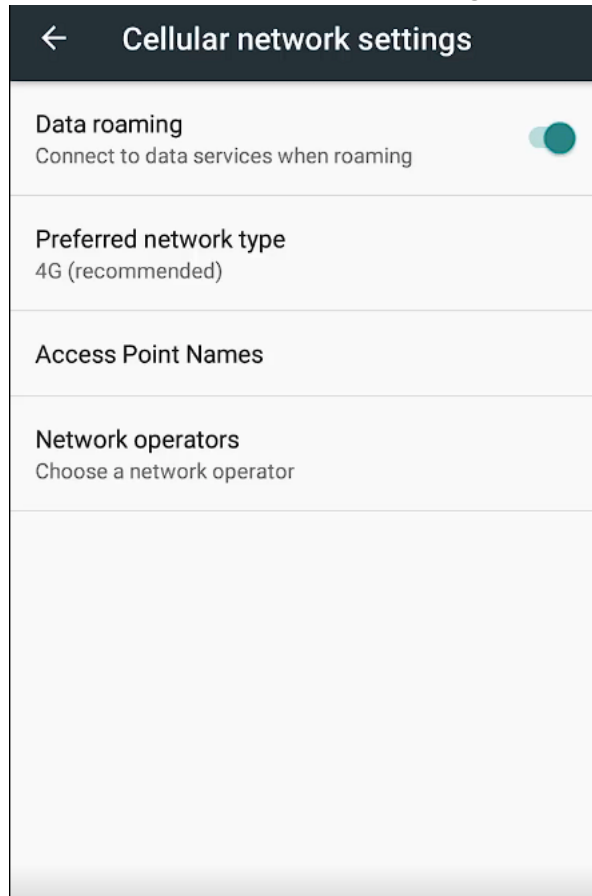 Cellular network settings
Data roaming
Connect to data services when roaming
Preferred network type
4G (recommended)
Access Point Names
Network operators
Choose a network operator